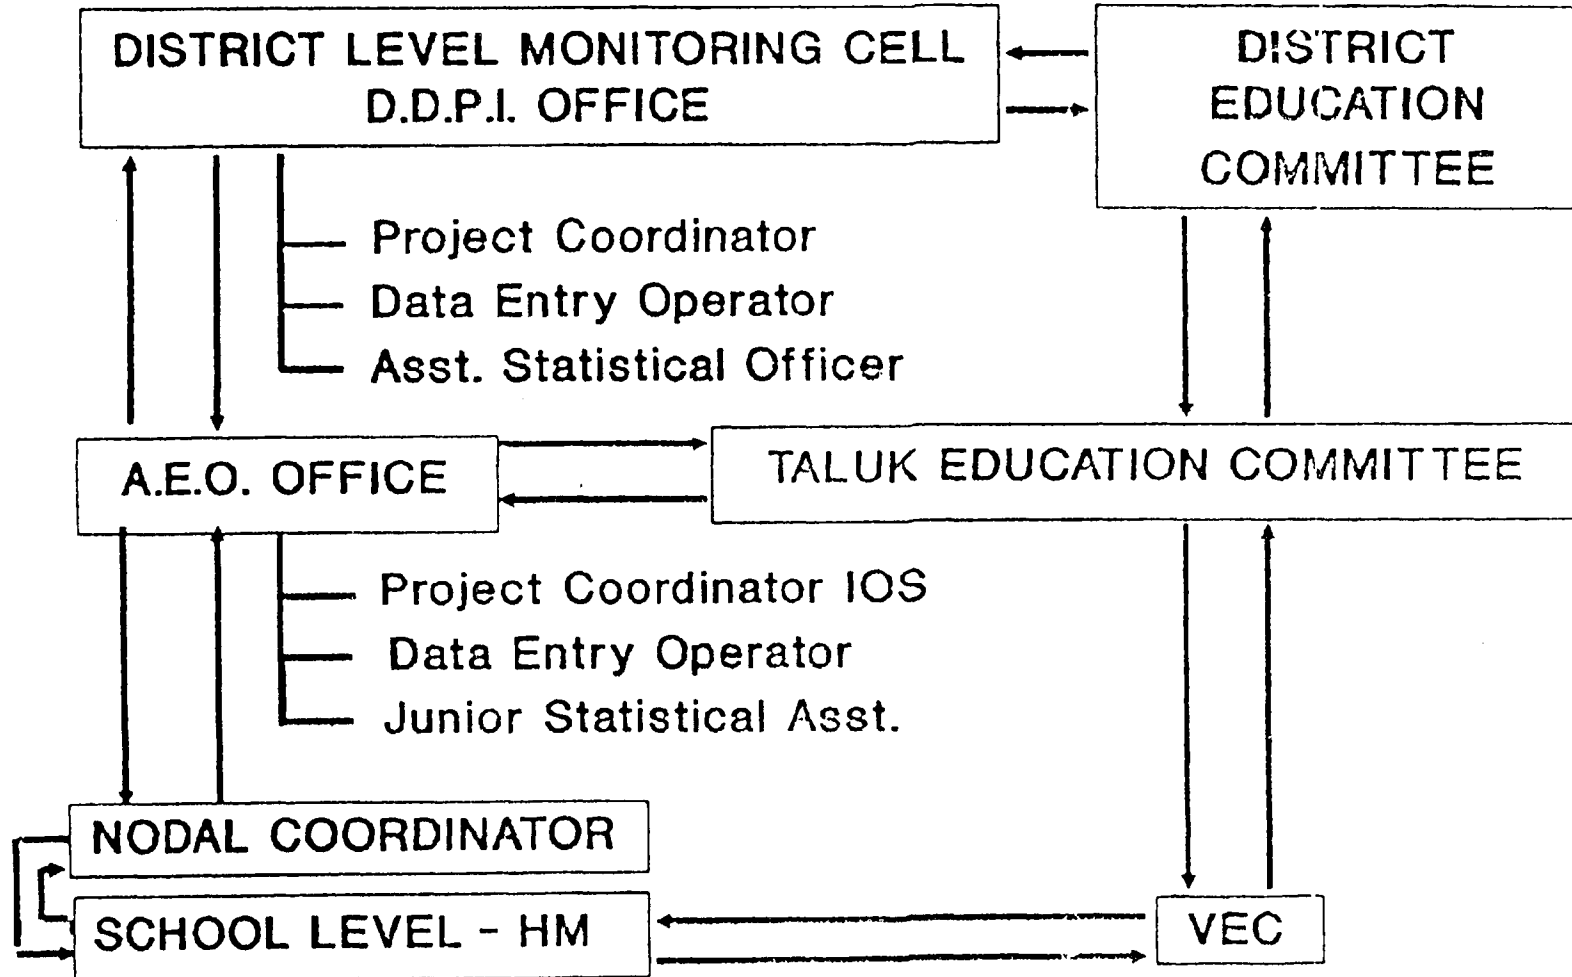 DISTRICT LEVEL MONITORING CELL
D.D.P.I. OFFICE
DISTRICT
EDUCATION
COMMITTEE
Project Coordinator
Data Entry Operator
Asst. Statistical Officer
A.E.O. OFFICE
TALUK EDUCATION COMMITTEE
Project Coordinator IOS
Data Entry Operator
Junior Statistical Asst.
NODAL COORDINATOR
SCHOOL LEVEL - HM
VEC